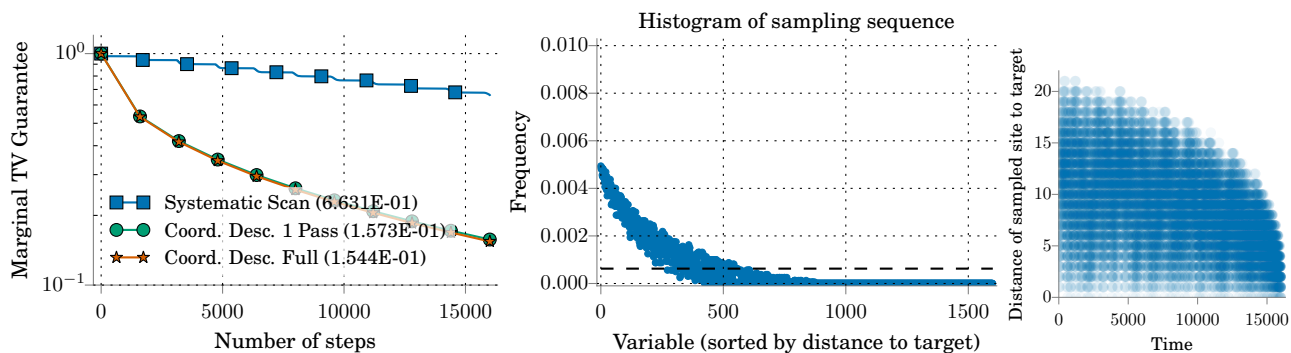 Marginal TV Guarantee
10⁰
10⁻¹
Systematic Scan (6.631E-01)
Coord. Desc. 1 Pass (1.573E-01)
Coord. Desc. Full (1.544E-01)
0 5000 10000 15000
Number of steps
Histogram of sampling sequence
Frequency
0.010
0.008
0.006
0.004
0.002
0.000
0 500 1000 1500
Variable (sorted by distance to target)
Distance of sampled site to target
20
15
10
5
0
0 5000 10000 15000
Time